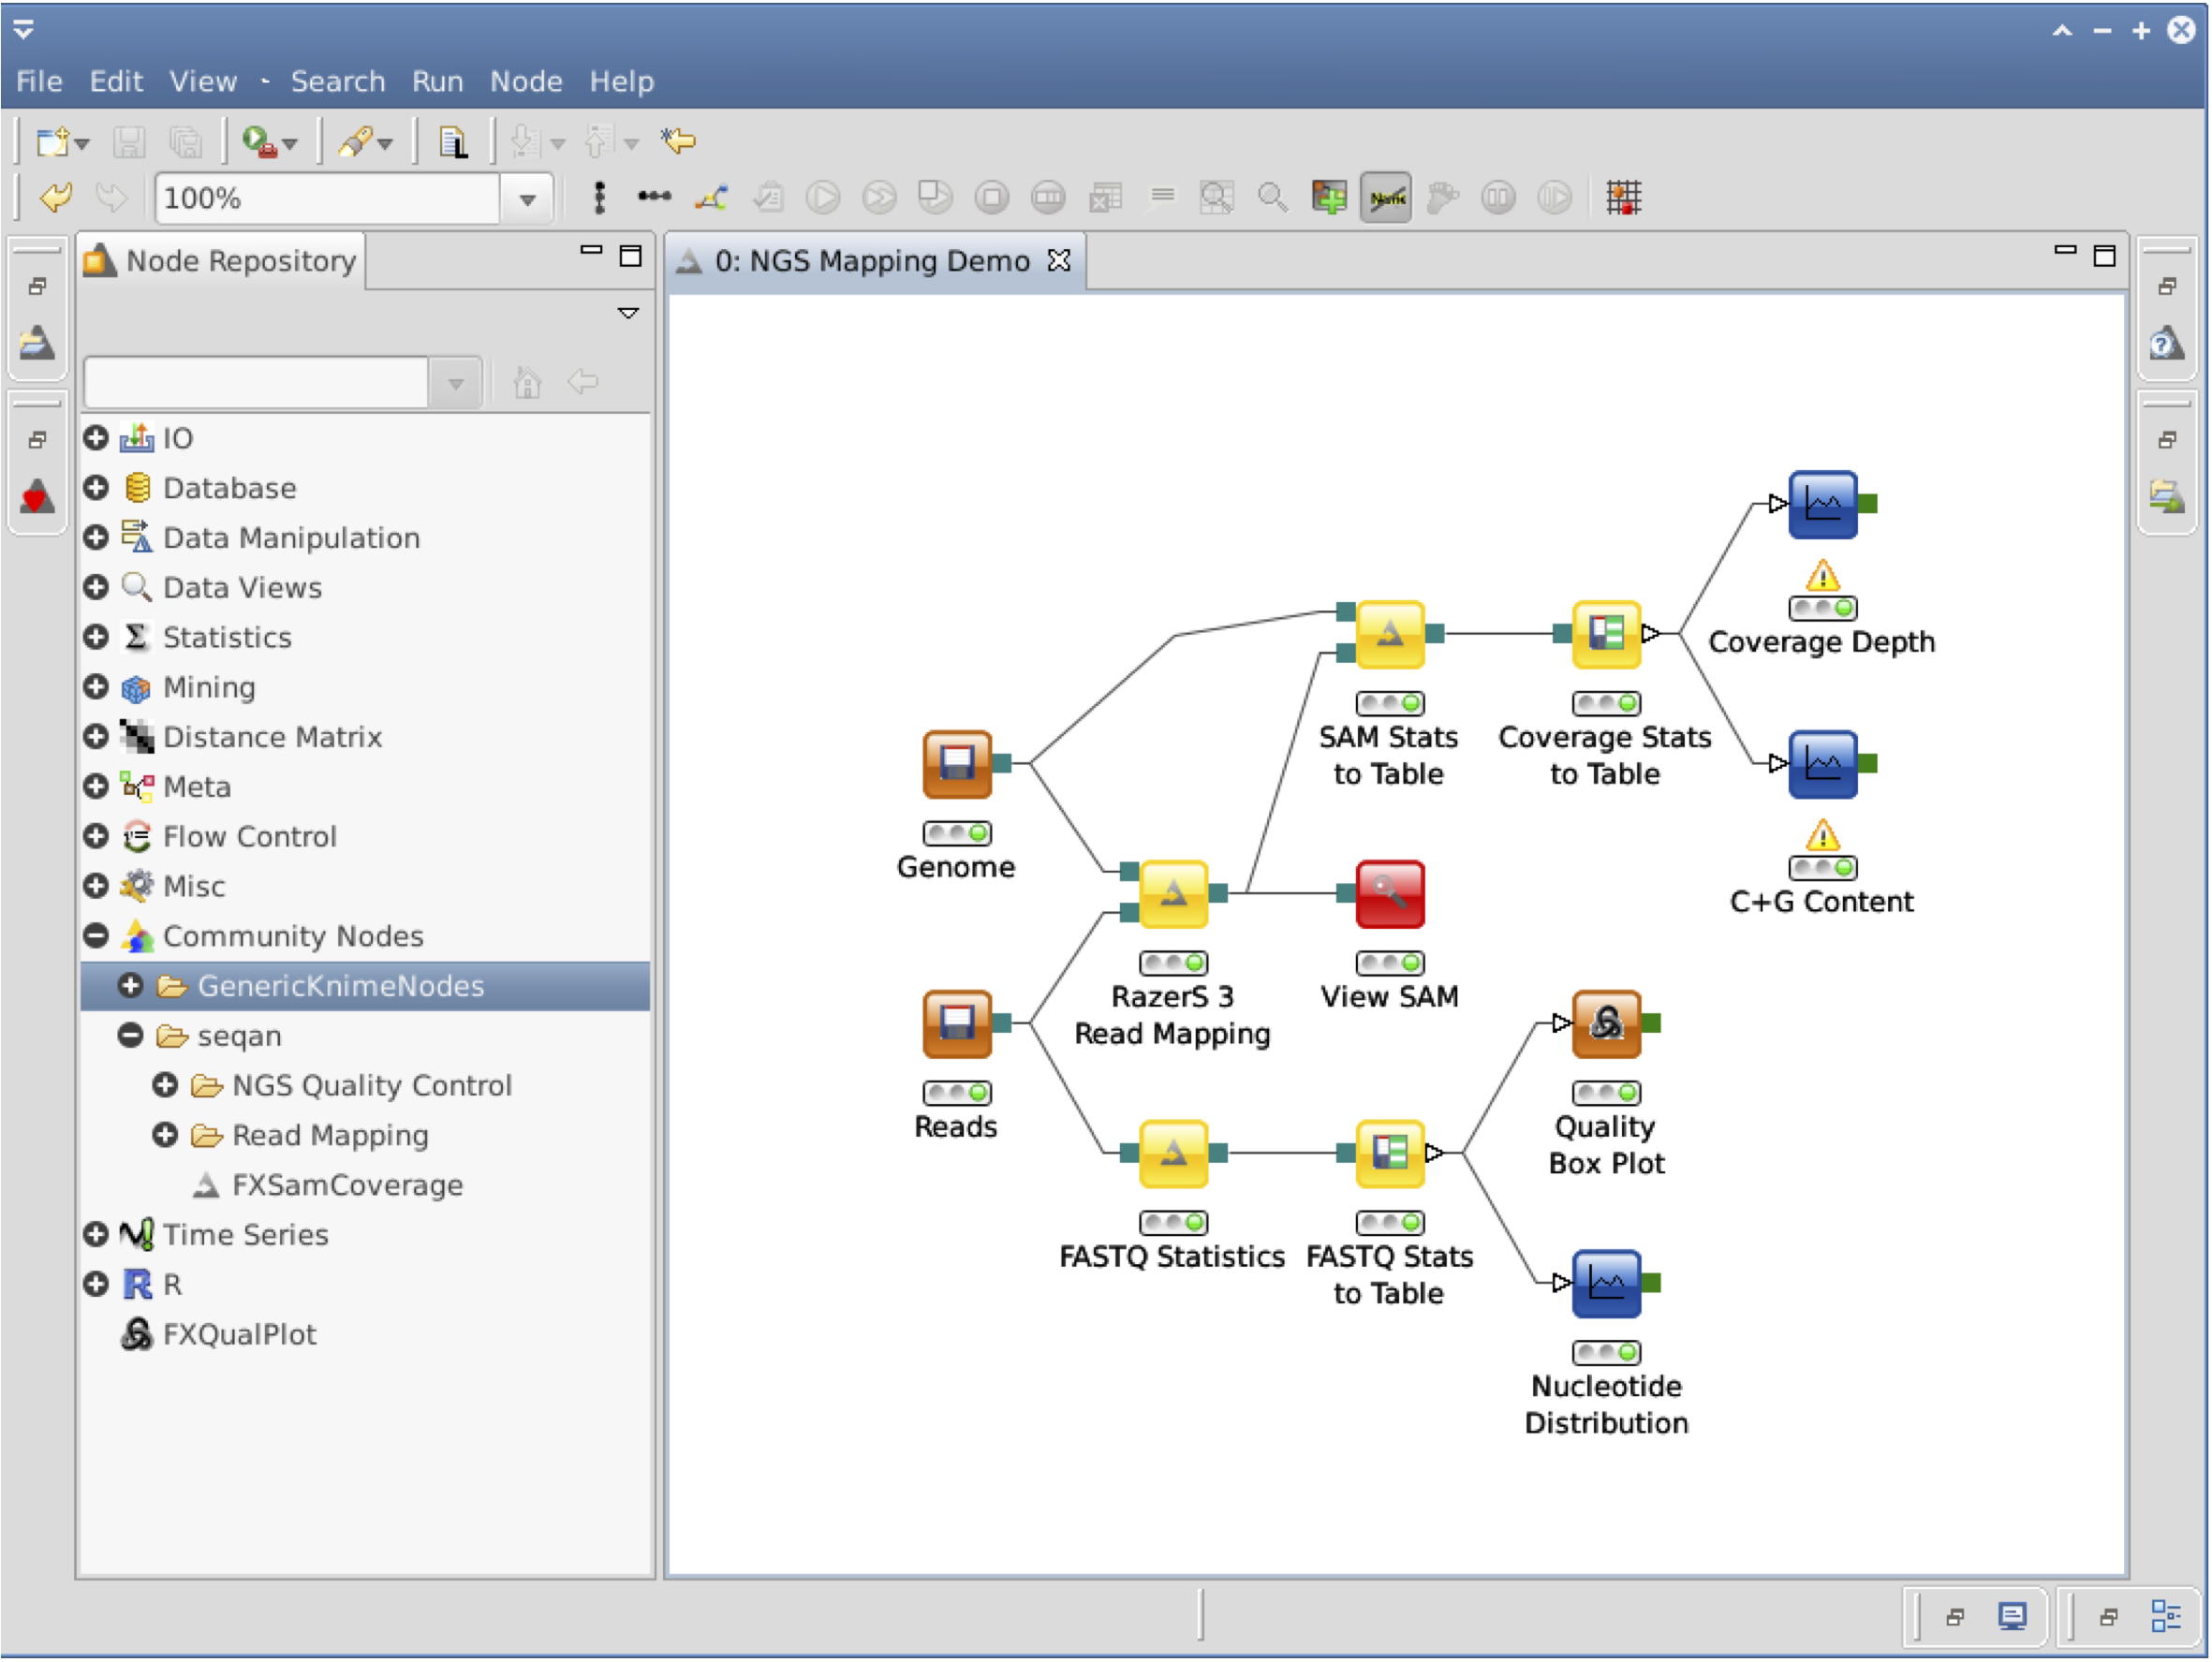 File Edit View - Search Run Node Help
100%
Node Repository
0: NGS Mapping Demo
IO
Database
Data Manipulation
Data Views
Statistics
Mining
Distance Matrix
Meta
Flow Control
Misc
Community Nodes
GenericKnimeNodes
seqan
NGS Quality Control
Read Mapping
FXSamCoverage
Time Series
R
FXQualPlot
Coverage Depth
SAM Stats
to Table
Coverage Stats
to Table
Genome
C+G Content
RazerS 3
Read Mapping
View SAM
Reads
Quality
Box Plot
FASTQ Statistics
FASTQ Stats
to Table
Nucleotide
Distribution